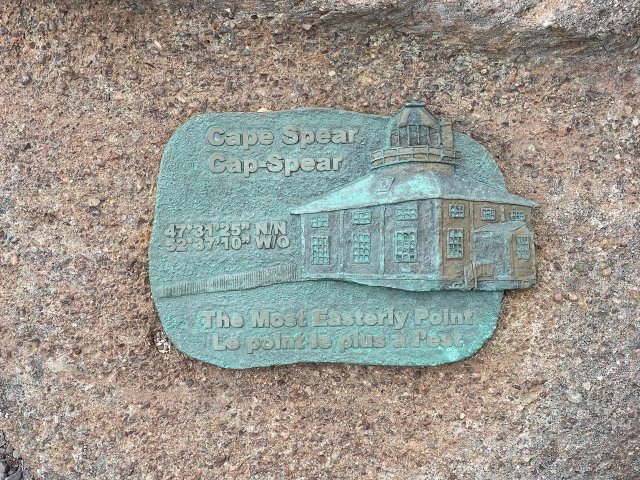 Cape Spear
Cap-Spear
47°31'25" N/N
52°37'10" W/O
The Most Easterly Point
Le point le plus à l'est